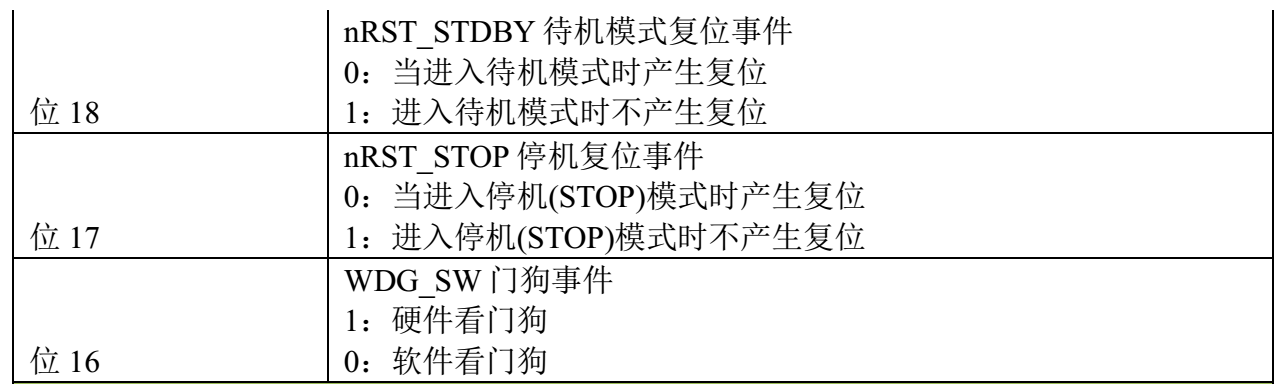 nRST_STDBY 待机模式复位事件
0：当进入待机模式时产生复位
位 18
1：进入待机模式时不产生复位
nRST_STOP 停机复位事件
0：当进入停机(STOP)模式时产生复位
位 17
1：进入停机(STOP)模式时不产生复位
WDG_SW 门狗事件
1：硬件看门狗
位 16
0：软件看门狗